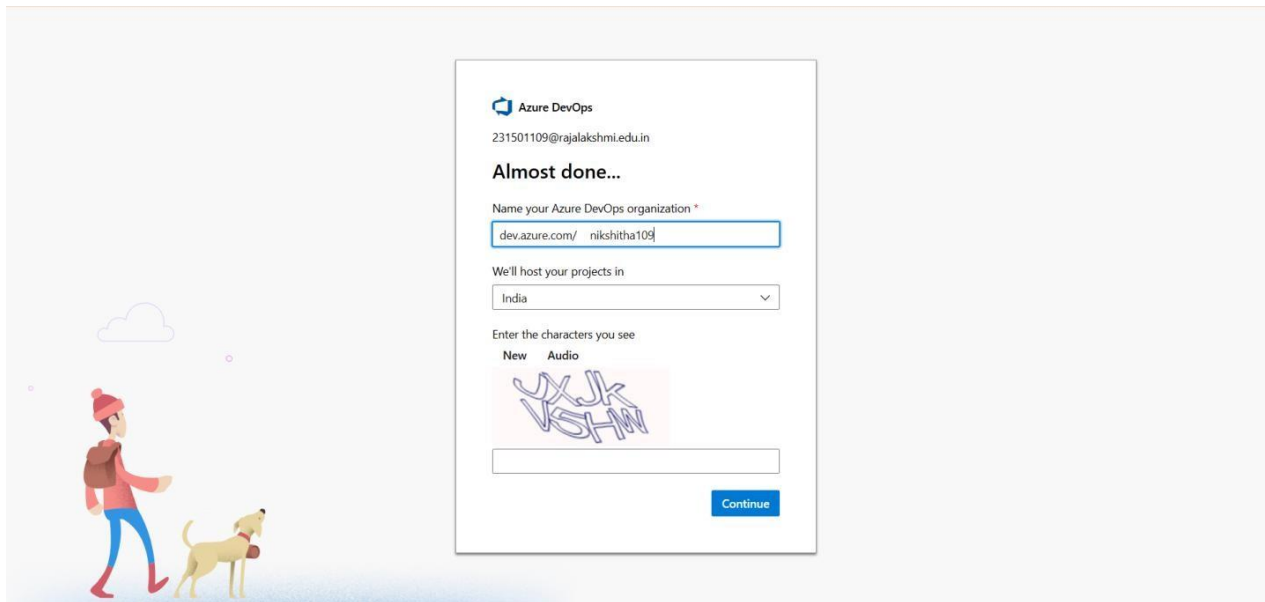 Azure DevOps
231501109@rajalakshmi.edu.in
Almost done...
Name your Azure DevOps organization *
dev.azure.com/ nikshitha109
We'll host your projects in
India
Enter the characters you see
New Audio
Continue